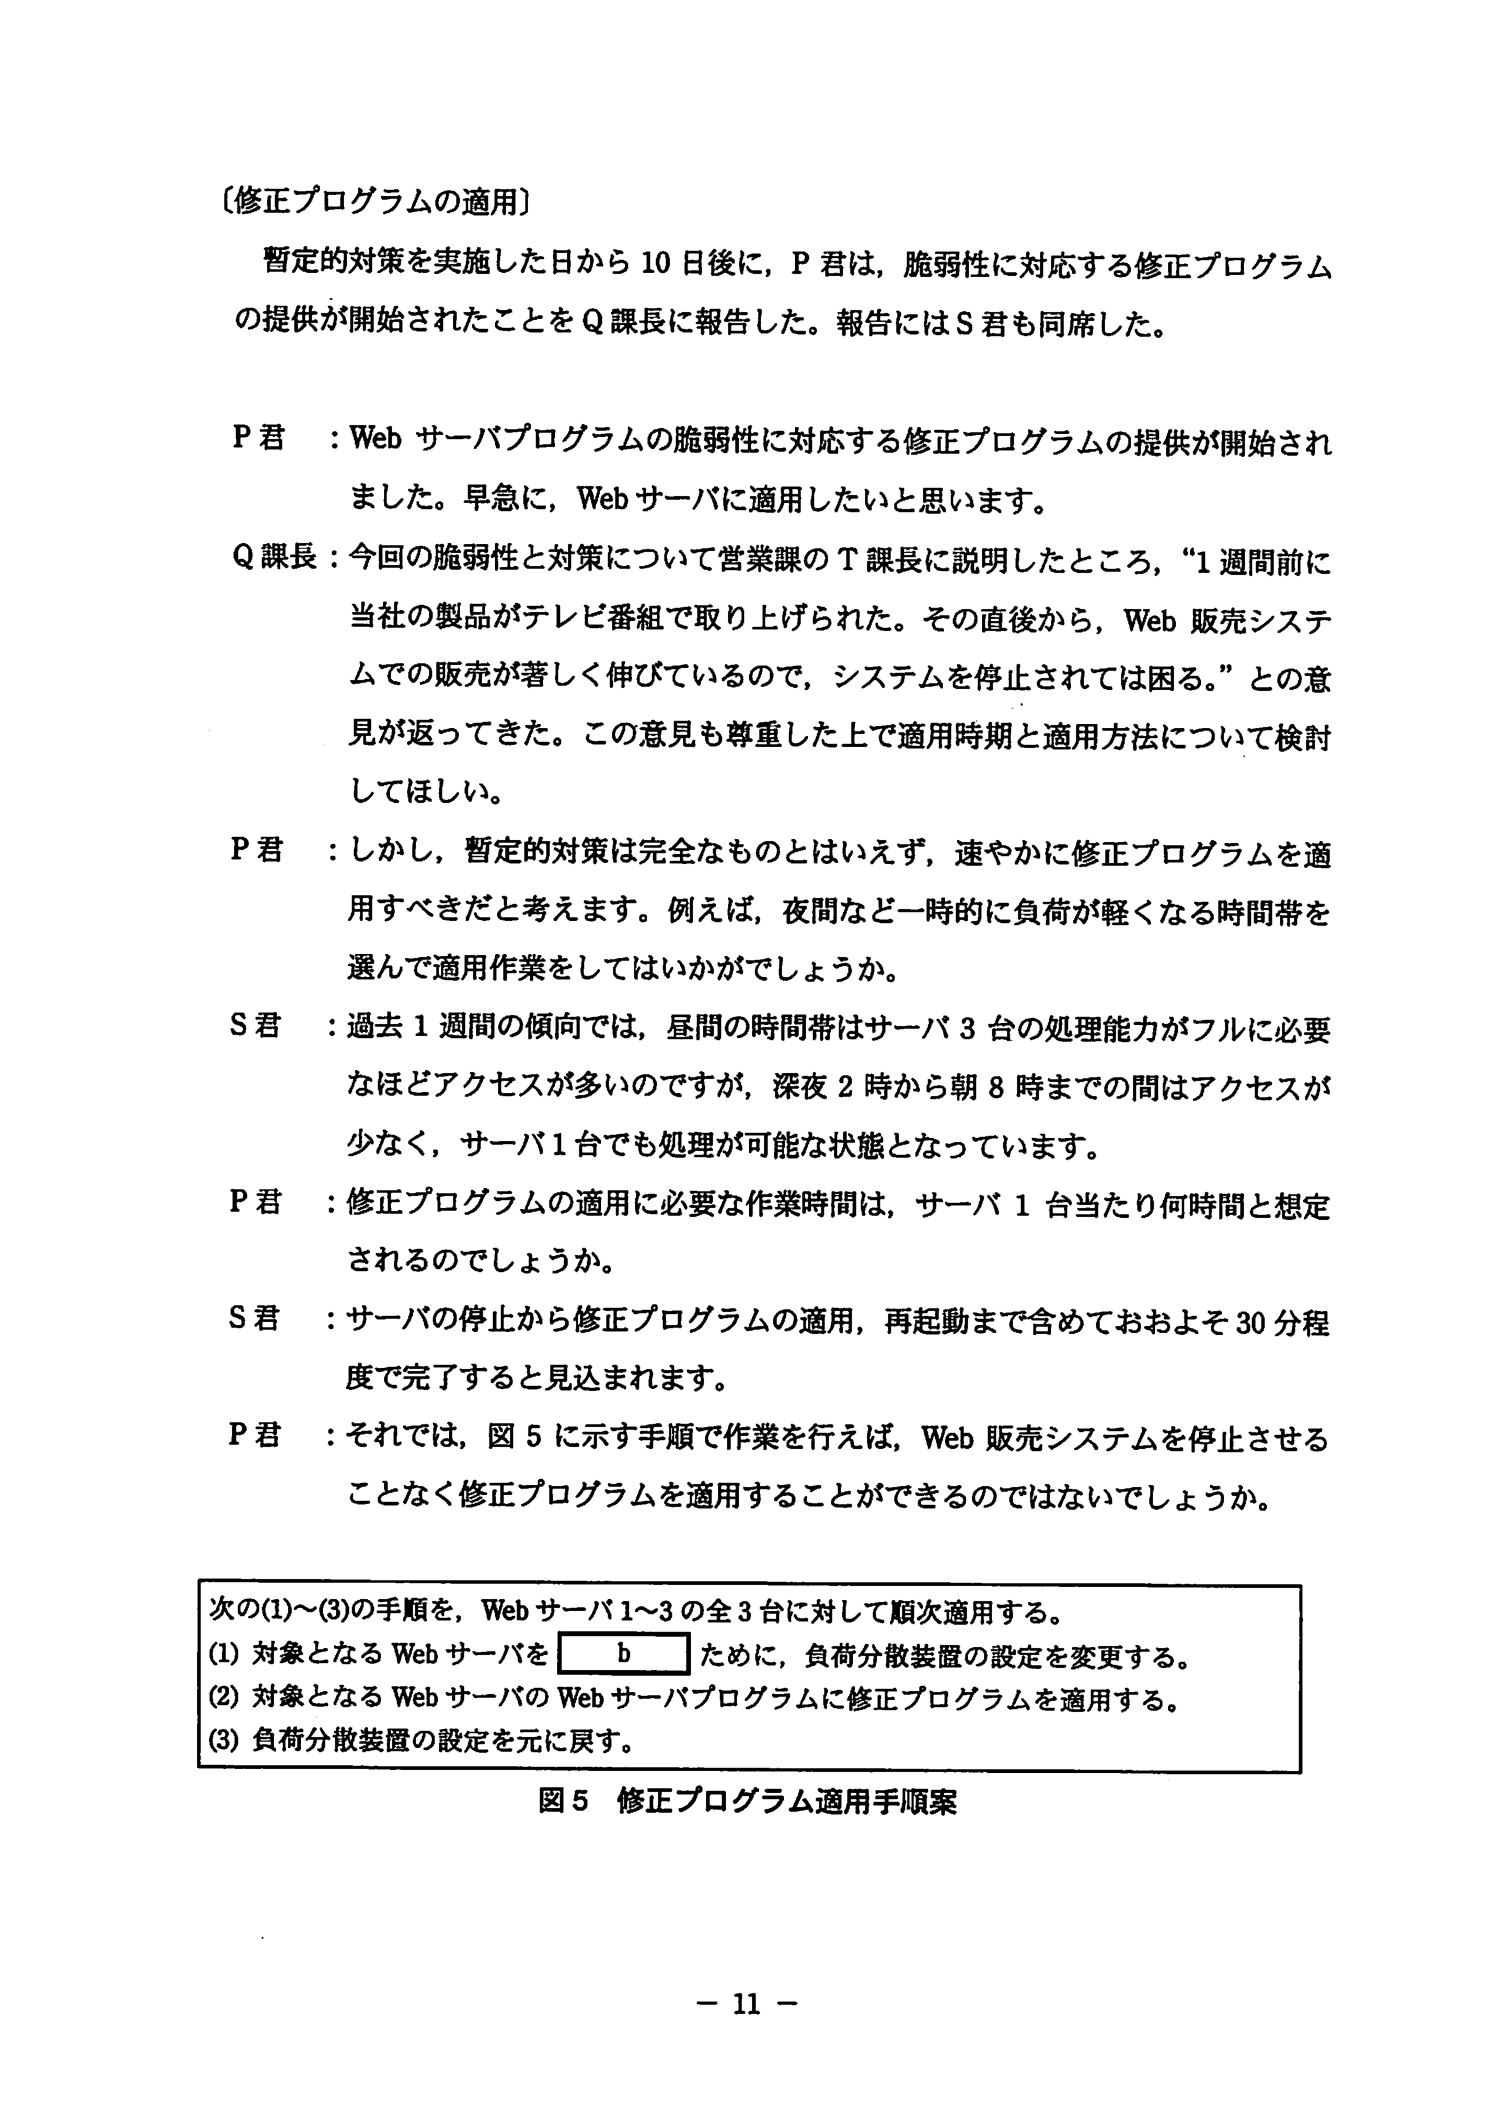 〔修正プログラムの適用〕
暫定的対策を実施した日から 10 日後に，P 君は，脆弱性に対応する修正プログラム
の提供が開始されたことを Q 課長に報告した。報告には S 君も同席した。
P 君　：Web サーバプログラムの脆弱性に対応する修正プログラムの提供が開始され
ました。早急に，Web サーバに適用したいと思います。
Q 課長：今回の脆弱性と対策について営業課の T 課長に説明したところ，“1 週間前に
当社の製品がテレビ番組で取り上げられた。その直後から，Web 販売システ
ムでの販売が著しく伸びているので，システムを停止されては困る。”との意
見が返ってきた。この意見も尊重した上で適用時期と適用方法について検討
してほしい。
P 君　：しかし，暫定的対策は完全なものとはいえず，速やかに修正プログラムを適
用すべきだと考えます。例えば，夜間など一時的に負荷が軽くなる時間帯を
選んで適用作業をしてはいかがでしょうか。
S 君　：過去 1 週間の傾向では，昼間の時間帯はサーバ 3 台の処理能力がフルに必要
なほどアクセスが多いのですが，深夜 2 時から朝 8 時までの間はアクセスが
少なく，サーバ 1 台でも処理が可能な状態となっています。
P 君　：修正プログラムの適用に必要な作業時間は，サーバ 1 台当たり何時間と想定
されるのでしょうか。
S 君　：サーバの停止から修正プログラムの適用，再起動まで含めておおよそ 30 分程
度で完了すると見込まれます。
P 君　：それでは，図 5 に示す手順で作業を行えば，Web 販売システムを停止させる
ことなく修正プログラムを適用することができるのではないでしょうか。
次の(1)～(3)の手順を，Web サーバ 1～3 の全 3 台に対して順次適用する。
(1) 対象となる Web サーバを b ために，負荷分散装置の設定を変更する。
(2) 対象となる Web サーバの Web サーバプログラムに修正プログラムを適用する。
(3) 負荷分散装置の設定を元に戻す。
図 5　修正プログラム適用手順案
－ 11 －